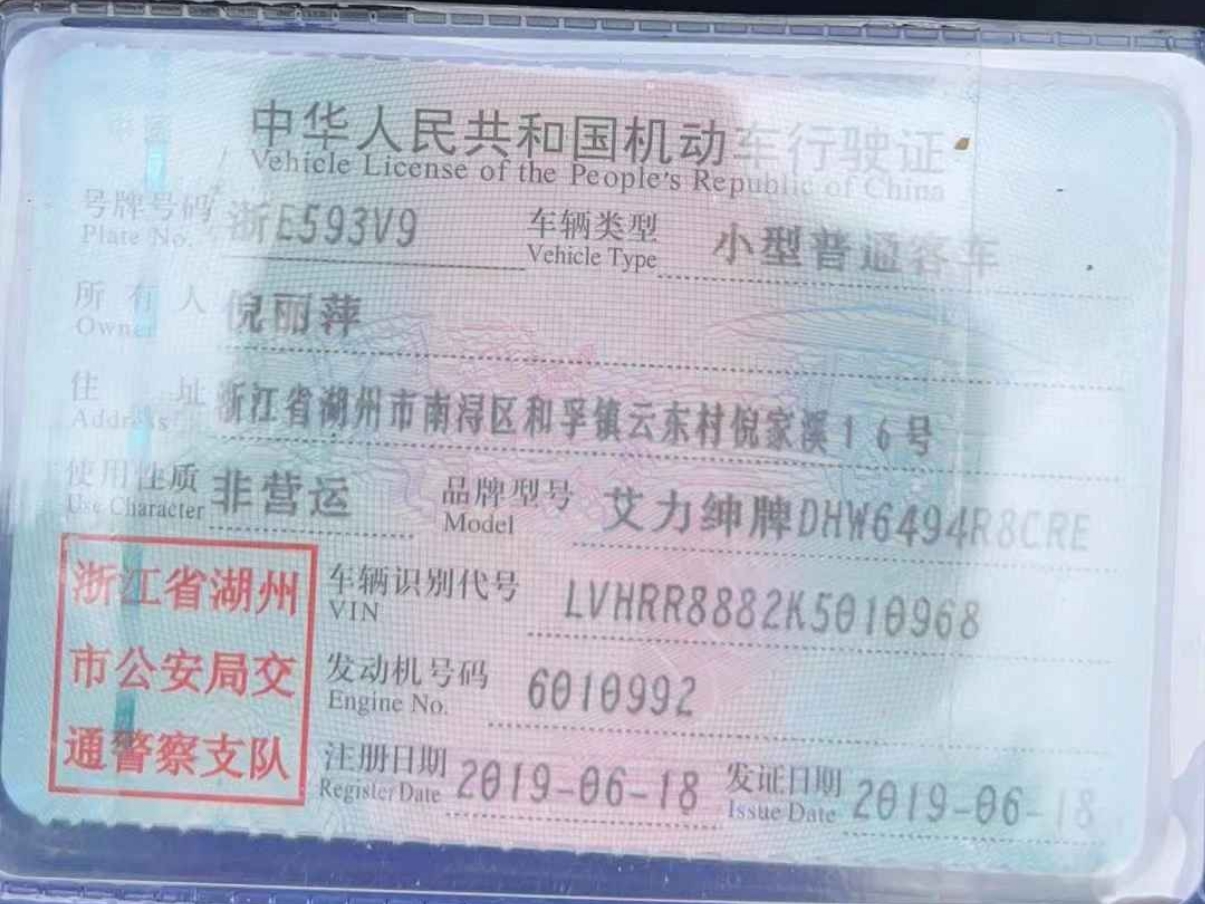 中华人民共和国机动车行驶证
Vehicle License of the People's Republic of China
号牌号码 浙E593V9 车辆类型 小型普通客车
Plate No. Vehicle Type
所有人 倪丽萍
Owner
住址 浙江省湖州市南浔区和孚镇云东村倪家溪16号
Address
使用性质 非营运 品牌型号 艾力绅牌DHW6494R8CRE
Use Character Model
浙江省湖州
市公安局交
通警察支队
车辆识别代号 LVHRR8882K5010968
VIN
发动机号码 6010992
Engine No.
注册日期 2019-06-18 发证日期 2019-06-18
Register Date Issue Date